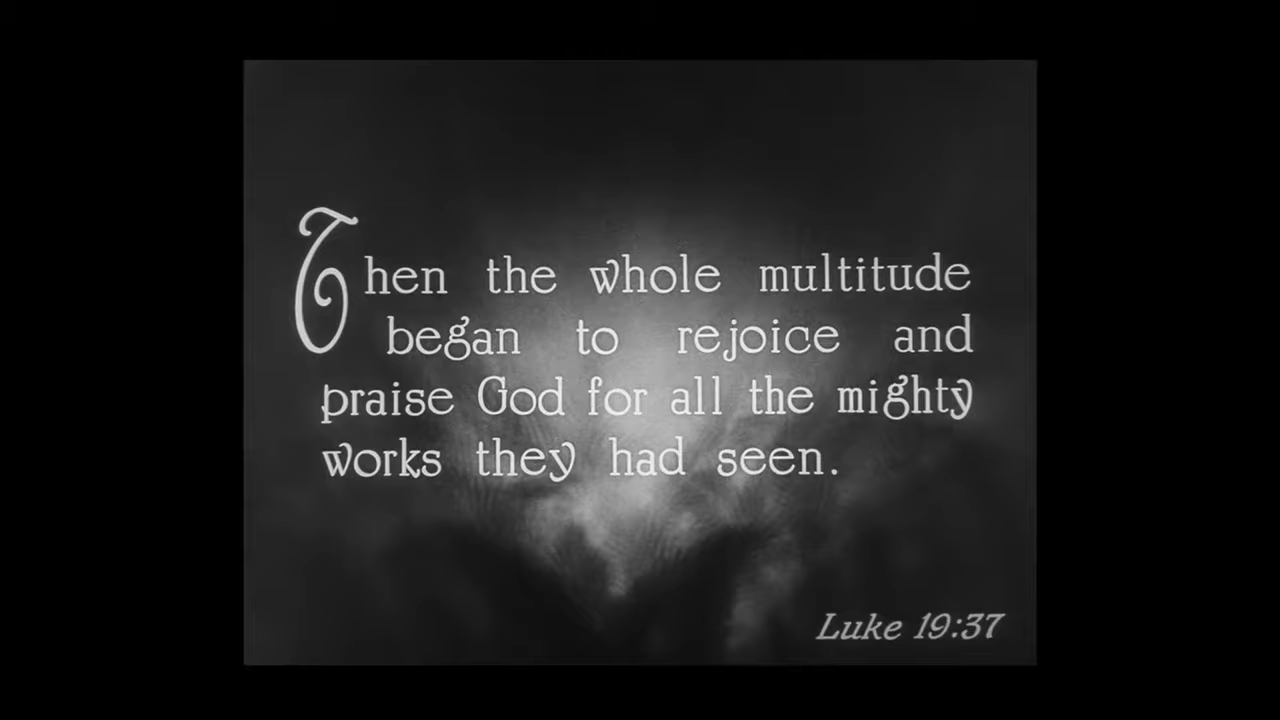 Then the whole multitude
began to rejoice and
praise God for all the mighty
works they had seen.
Luke 19:37